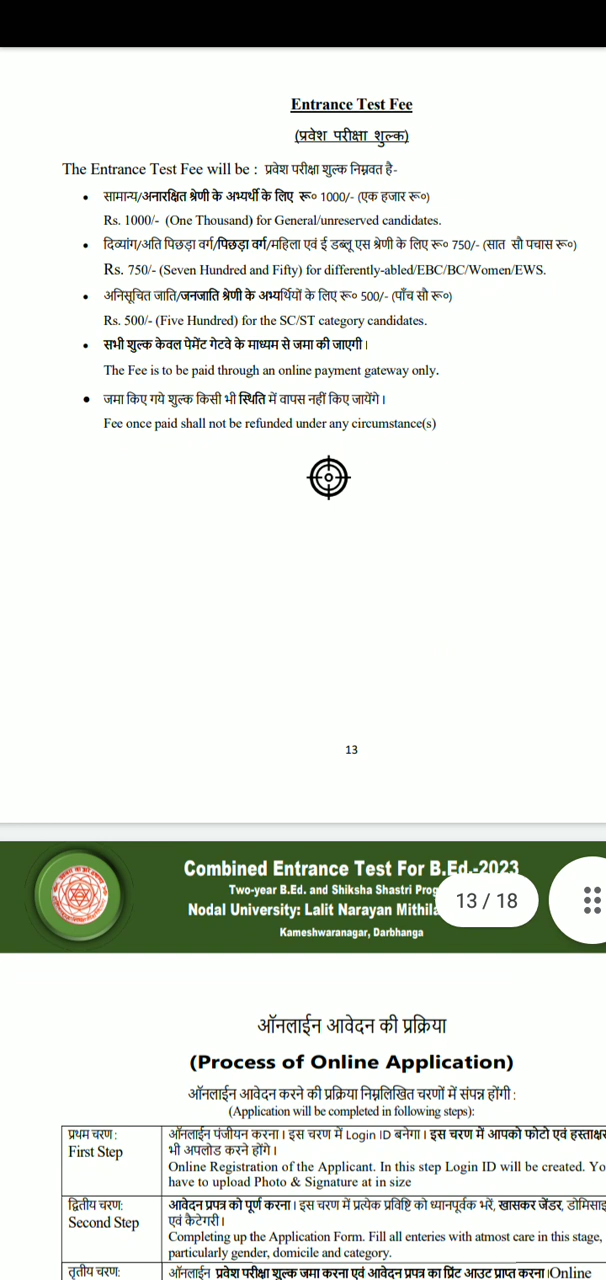 Entrance Test Fee
(प्रवेश परीक्षा शुल्क)
The Entrance Test Fee will be : प्रवेश परीक्षा शुल्क निम्नवत है-
• सामान्य/अनारक्षित श्रेणी के अभ्यर्थी के लिए रू० 1000/- (एक हजार रू०)
Rs. 1000/- (One Thousand) for General/unreserved candidates.
• दिव्यांग/अति पिछड़ा वर्ग/पिछड़ा वर्ग/महिला एवं ई डब्लू एस श्रेणी के लिए रू० 750/- (सात सौ पचास रू०)
Rs. 750/- (Seven Hundred and Fifty) for differently-abled/EBC/BC/Women/EWS.
• अनिसूचित जाति/जनजाति श्रेणी के अभ्यर्थियों के लिए रू० 500/- (पाँच सौ रू०)
Rs. 500/- (Five Hundred) for the SC/ST category candidates.
• सभी शुल्क केवल पेमेंट गेटवे के माध्यम से जमा की जाएगी।
The Fee is to be paid through an online payment gateway only.
• जमा किए गये शुल्क किसी भी स्थिति में वापस नहीं किए जायेंगे।
Fee once paid shall not be refunded under any circumstance(s)
13
Combined Entrance Test For B.Ed.-2023
Two-year B.Ed. and Shiksha Shastri Prog
Nodal University: Lalit Narayan Mithila
Kameshwaranagar, Darbhanga
13 / 18
ऑनलाईन आवेदन की प्रक्रिया
(Process of Online Application)
ऑनलाईन आवेदन करने की प्रक्रिया निम्नलिखित चरणों में संपन्न होंगी :
(Application will be completed in following steps):
प्रथम चरण :
First Step
ऑनलाईन पंजीयन करना। इस चरण में Login ID बनेगा। इस चरण में आपको फोटो एवं हस्ताक्षर
भी अपलोड करने होंगे।
Online Registration of the Applicant. In this step Login ID will be created. Yo
have to upload Photo & Signature at in size
द्वितीय चरण:
Second Step
आवेदन प्रपत्र को पूर्ण करना। इस चरण में प्रत्येक प्रविष्टि को ध्यानपूर्वक भरें, खासकर जेंडर, डोमिसाइ
एवं कैटेगरी।
Completing up the Application Form. Fill all enteries with atmost care in this stage,
particularly gender, domicile and category.
तृतीय चरण:
ऑनलाईन प्रवेश परीक्षा शुल्क जमा करना एवं आवेदन प्रपत्र का प्रिंट आउट प्राप्त करना।Online